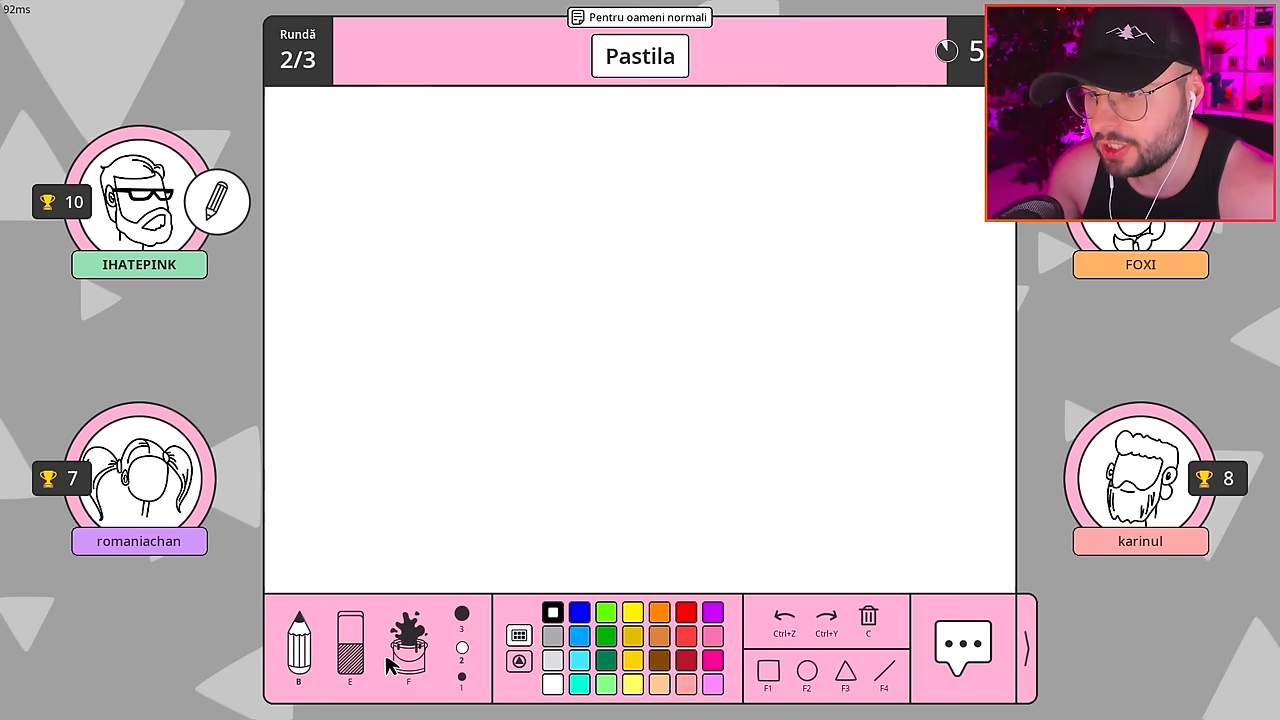 92ms
Pentru oameni normali
Rundă
2/3
Pastila
5
10
IHATEPINK
FOXI
7
romaniachan
8
karinul
B
E
F
3
2
1
Ctrl+Z
Ctrl+Y
C
F1
F2
F3
F4